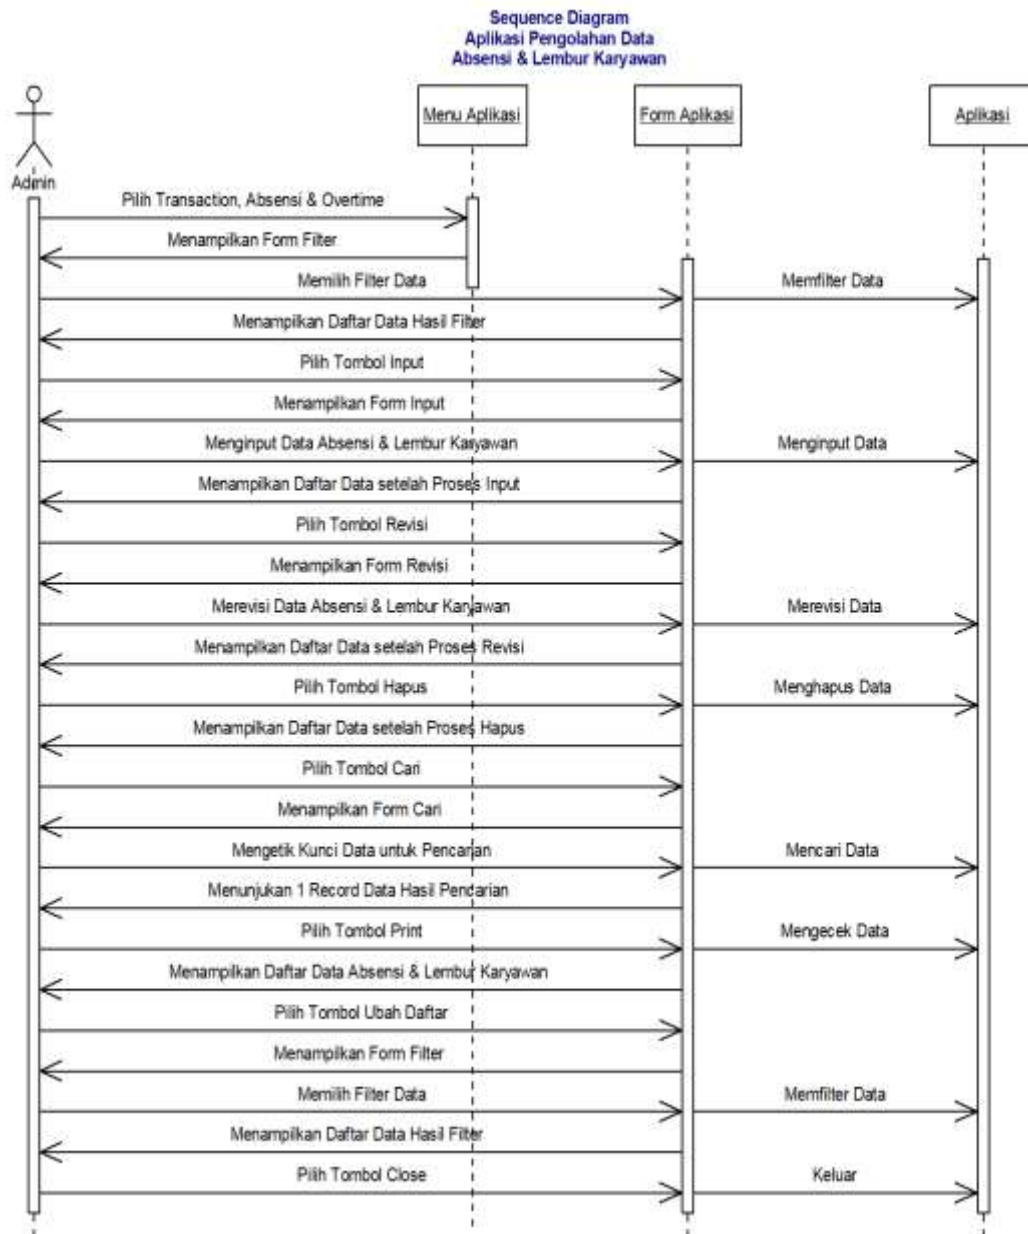 Sequence Diagram
Aplikasi Pengolahan Data
Absensi & Lembur Karyawan
Menu Aplikasi
Form Aplikasi
Aplikasi
Admin
Pilih Transaction, Absensi & Overtime
Menampilkan Form Filter
Memilih Filter Data
Memfilter Data
Menampilkan Daftar Data Hasil Filter
Pilih Tombol Input
Menampilkan Form Input
Menginput Data Absensi & Lembur Karyawan
Menginput Data
Menampilkan Daftar Data setelah Proses Input
Pilih Tombol Revisi
Menampilkan Form Revisi
Merevisi Data Absensi & Lembur Karyawan
Merevisi Data
Menampilkan Daftar Data setelah Proses Revisi
Pilih Tombol Hapus
Menghapus Data
Menampilkan Daftar Data setelah Proses Hapus
Pilih Tombol Cari
Menampilkan Form Cari
Mengetik Kunci Data untuk Pencarian
Mencari Data
Menunjukan 1 Record Data Hasil Pencarian
Pilih Tombol Print
Mengecek Data
Menampilkan Daftar Data Absensi & Lembur Karyawan
Pilih Tombol Ubah Daftar
Menampilkan Form Filter
Memilih Filter Data
Memfilter Data
Menampilkan Daftar Data Hasil Filter
Pilih Tombol Close
Keluar